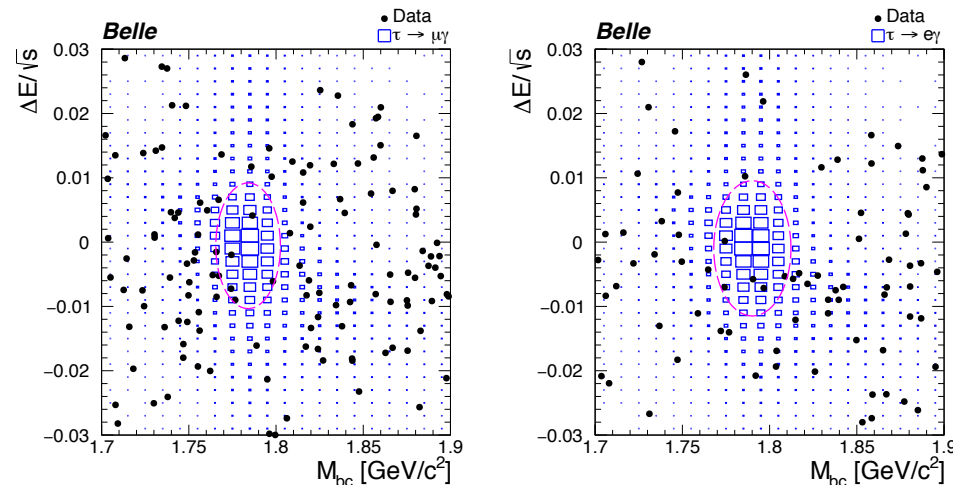 Belle
Data
τ → μγ
ΔE/√s
0.03
0.02
0.01
0
−0.01
−0.02
−0.03
1.7 1.75 1.8 1.85 1.9
M_bc [GeV/c²]
Belle
Data
τ → eγ
ΔE/√s
0.03
0.02
0.01
0
−0.01
−0.02
−0.03
1.7 1.75 1.8 1.85 1.9
M_bc [GeV/c²]